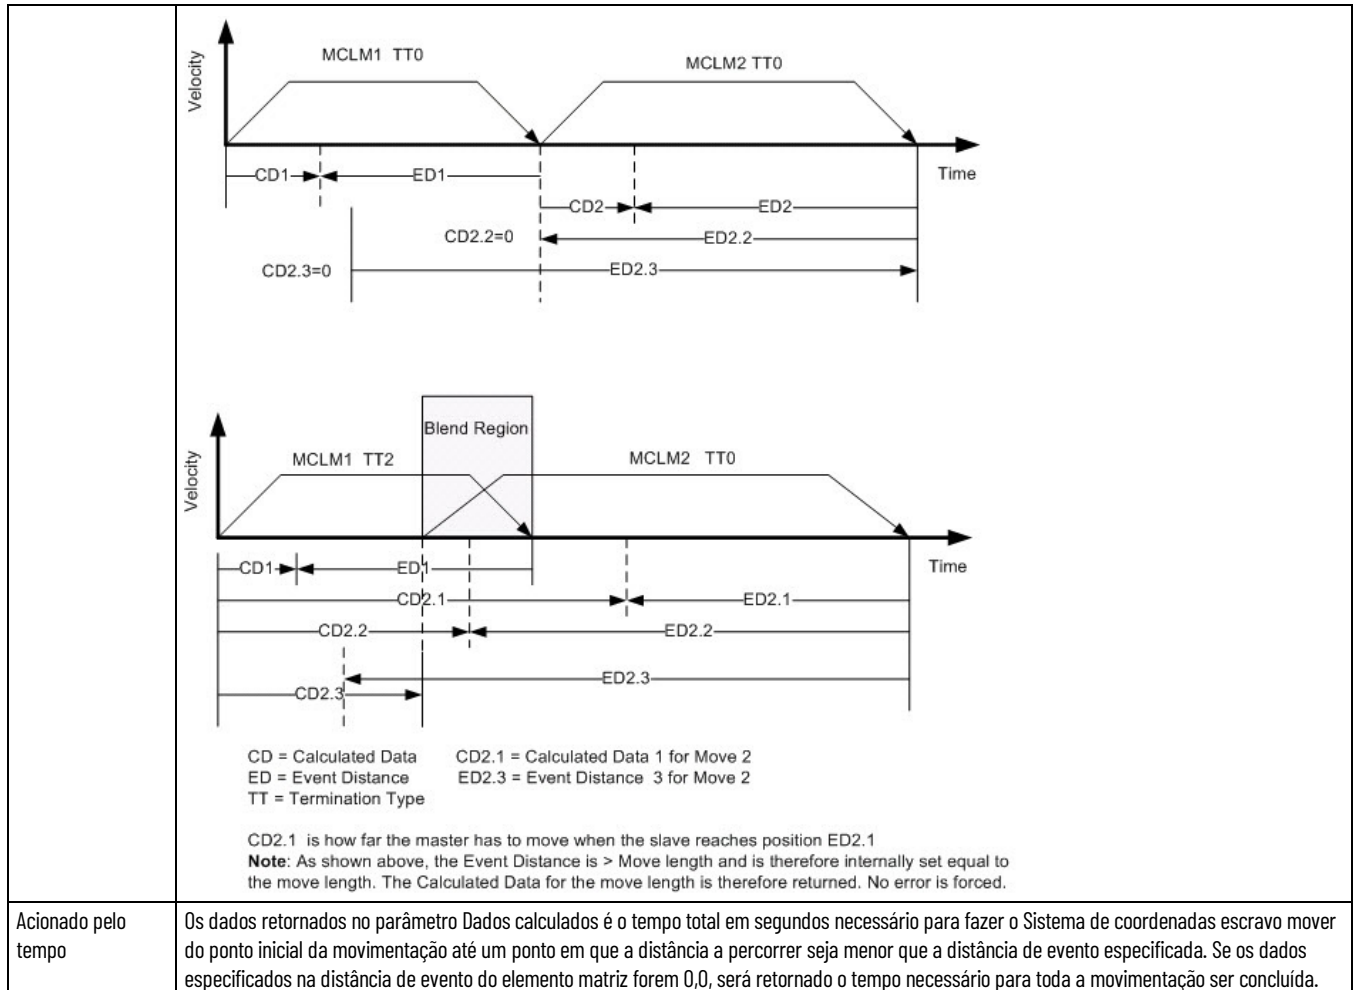 MCLM1 TT0
MCLM2 TT0
Velocity
Time
CD1
ED1
CD2
ED2
CD2.2=0
ED2.2
CD2.3=0
ED2.3
Blend Region
MCLM1 TT2
MCLM2 TT0
Velocity
Time
CD1
ED1
CD2.1
ED2.1
CD2.2
ED2.2
ED2.3
CD2.3
CD = Calculated Data CD2.1 = Calculated Data 1 for Move 2
ED = Event Distance ED2.3 = Event Distance 3 for Move 2
TT = Termination Type
CD2.1 is how far the master has to move when the slave reaches position ED2.1
Note: As shown above, the Event Distance is > Move length and is therefore internally set equal to
the move length. The Calculated Data for the move length is therefore returned. No error is forced.
Acionado pelo
tempo
Os dados retornados no parâmetro Dados calculados é o tempo total em segundos necessário para fazer o Sistema de coordenadas escravo mover
do ponto inicial da movimentação até um ponto em que a distância a percorrer seja menor que a distância de evento especificada. Se os dados
especificados na distância de evento do elemento matriz forem 0,0, será retornado o tempo necessário para toda a movimentação ser concluída.